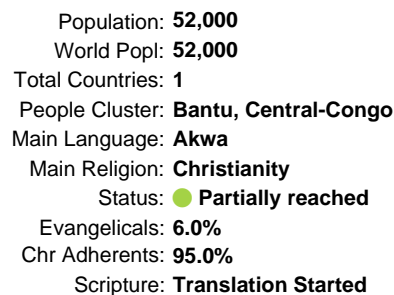 Population: 52,000
World Popl: 52,000
Total Countries: 1
People Cluster: Bantu, Central-Congo
Main Language: Akwa
Main Religion: Christianity
Status: Partially reached
Evangelicals: 6.0%
Chr Adherents: 95.0%
Scripture: Translation Started